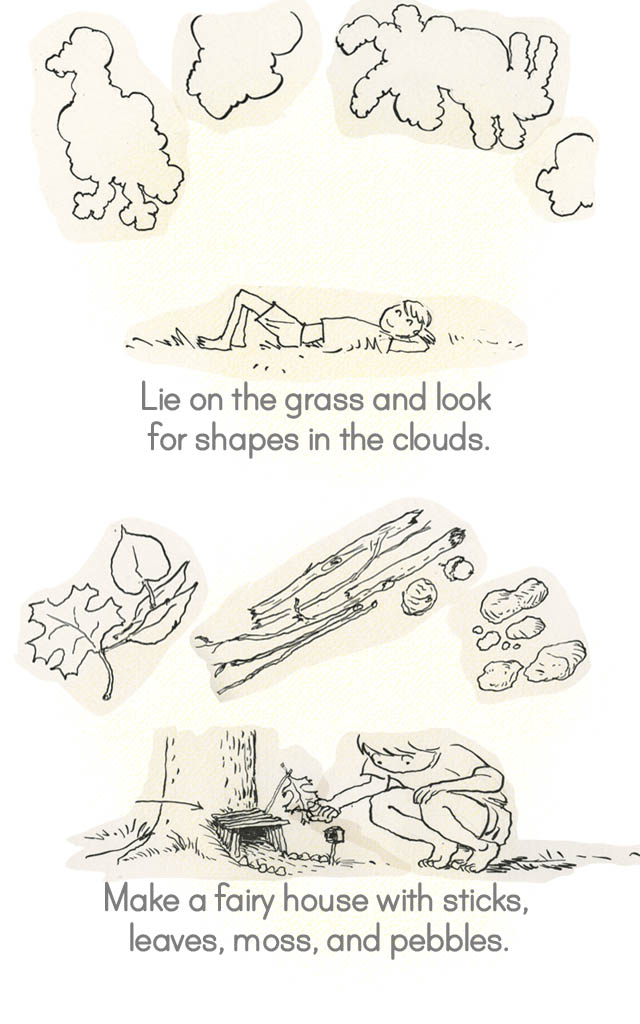 Lie on the grass and look
for shapes in the clouds.
Make a fairy house with sticks,
leaves, moss, and pebbles.